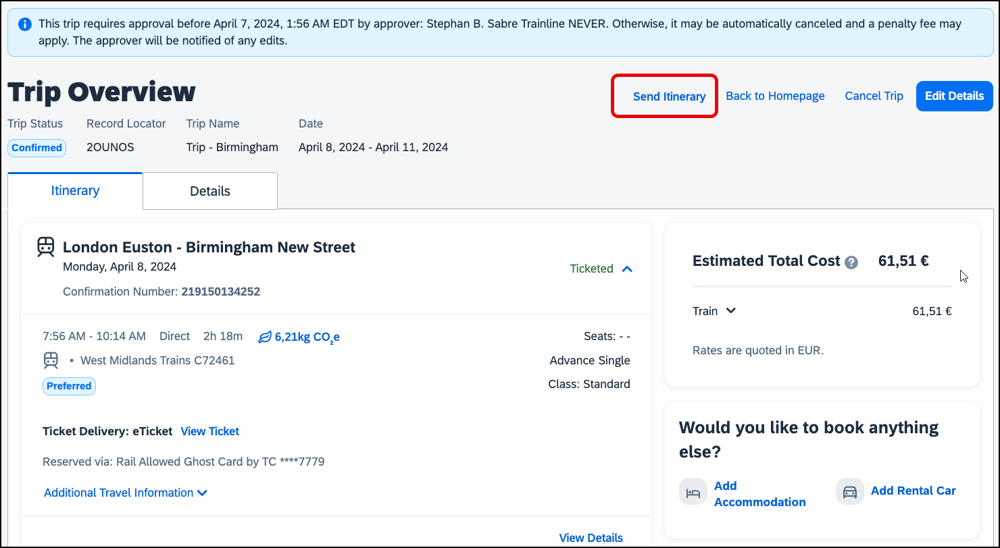 This trip requires approval before April 7, 2024, 1:56 AM EDT by approver: Stephan B. Sabre Trainline NEVER. Otherwise, it may be automatically canceled and a penalty fee may
apply. The approver will be notified of any edits.
Trip Overview
Send Itinerary
Back to Homepage
Cancel Trip
Edit Details
Trip Status
Record Locator
Trip Name
Date
Confirmed
2OUNOS
Trip - Birmingham
April 8, 2024 - April 11, 2024
Itinerary
Details
London Euston - Birmingham New Street
Monday, April 8, 2024
Ticketed
Confirmation Number: 219150134252
7:56 AM - 10:14 AM Direct 2h 18m 6,21kg CO₂e
Seats: - -
• West Midlands Trains C72461
Advance Single
Preferred
Class: Standard
Ticket Delivery: eTicket View Ticket
Reserved via: Rail Allowed Ghost Card by TC ****7779
Additional Travel Information
View Details
Estimated Total Cost ? 61,51 €
Train 61,51 €
Rates are quoted in EUR.
Would you like to book anything
else?
Add
Accommodation
Add Rental Car